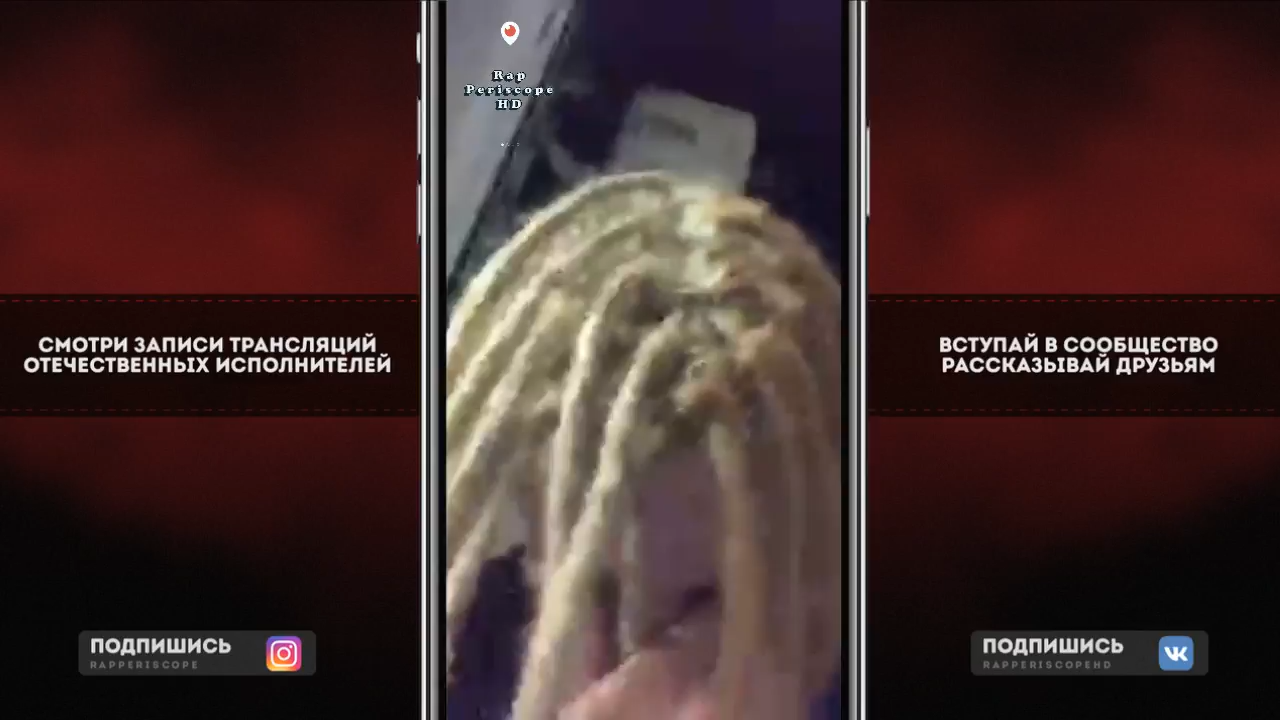 Rap
Periscope
HD
СМОТРИ ЗАПИСИ ТРАНСЛЯЦИЙ
ОТЕЧЕСТВЕННЫХ ИСПОЛНИТЕЛЕЙ
ВСТУПАЙ В СООБЩЕСТВО
РАССКАЗЫВАЙ ДРУЗЬЯМ
ПОДПИШИСЬ
RAPPERISCOPE
ПОДПИШИСЬ
RAPPERISCOPEHD